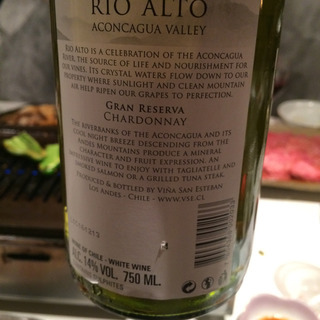 RIO ALTO
ACONCAGUA VALLEY
RIO ALTO IS A CELEBRATION OF THE ACONCAGUA
RIVER, THE SOURCE OF LIFE AND NOURISHMENT FOR
OUR VINES. ITS CRYSTAL WATERS FLOW DOWN TO OUR
PROPERTY WHERE SUNLIGHT AND CLEAN MOUNTAIN
AIR HELP RIPEN OUR GRAPES TO PERFECTION.
GRAN RESERVA
CHARDONNAY
THE RIVERBANKS OF THE ACONCAGUA AND ITS
COOL NIGHT BREEZE DESCENDING FROM THE
ANDES MOUNTAINS PRODUCE A MINERAL
CHARACTER AND FRUIT EXPRESSION. AN
EXPRESSIVE WINE TO ENJOY WITH TAGLIATELLE AND
SMOKED SALMON OR A GRILLED TUNA STEAK.
PRODUCED & BOTTLED BY VIÑA SAN ESTEBAN,
LOS ANDES - CHILE - WWW.VSE.CL
WINE OF CHILE - WHITE WINE
ALC. 14% VOL. 750 ML.
SULPHITES